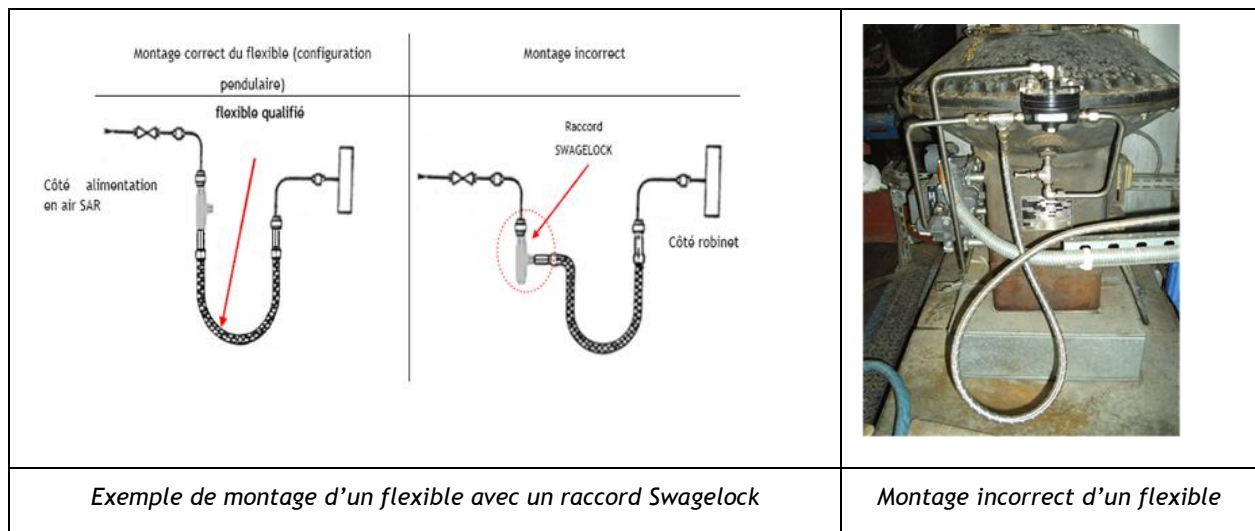 Montage correct du flexible (configuration
pendulaire)
Montage incorrect
flexible qualifié
Côté alimentation
en air SAR
Raccord
SWAGELOCK
Côté robinet
Exemple de montage d’un flexible avec un raccord Swagelock
Montage incorrect d’un flexible